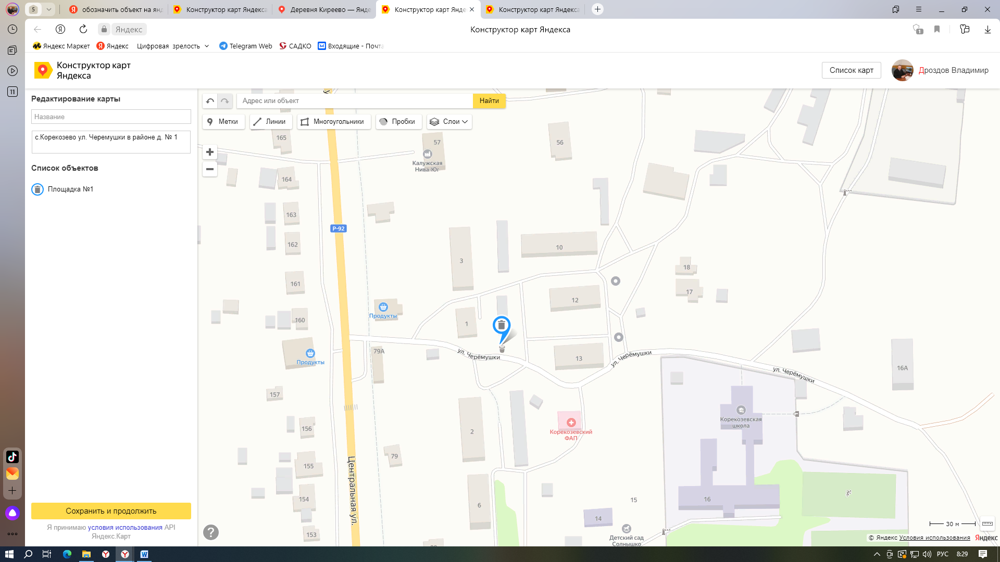 5
обозначить объект на янд
Конструктор карт Яндекса
Деревня Киреево — Янде
Конструктор карт Янде
Конструктор карт Яндекса
Яндекс
Конструктор карт Яндекса
1
Яндекс Маркет
Яндекс
Цифровая зрелость
Telegram Web
САДКО
Входящие - Почта
11
Конструктор карт
Яндекса
Список карт
Дроздов Владимир
Редактирование карты
Название
с.Корекозево ул. Черемушки в районе д. № 1
Список объектов
Площадка №1
Адрес или объект
Найти
Метки
Линии
Многоугольники
Пробки
Слои
165
57
56
Калужская
Нива-Юг
164
163
Р-92
162
10
3
18
161
17
12
160
Продукты
1
Продукты
79А
ул. Черёмушки
13
ул. Черёмушки
ул. Черёмушки
16А
157
Корекозевская
школа
156
2
Корекозевский
ФАП
79
155
Центральная ул.
154
6
15
16
14
153
Детский сад
Солнышко
30 м
© Яндекс Условия использования
Яндекс
Сохранить и продолжить
Я принимаю условия использования API
Яндекс.Карт
?
РУС
8:29